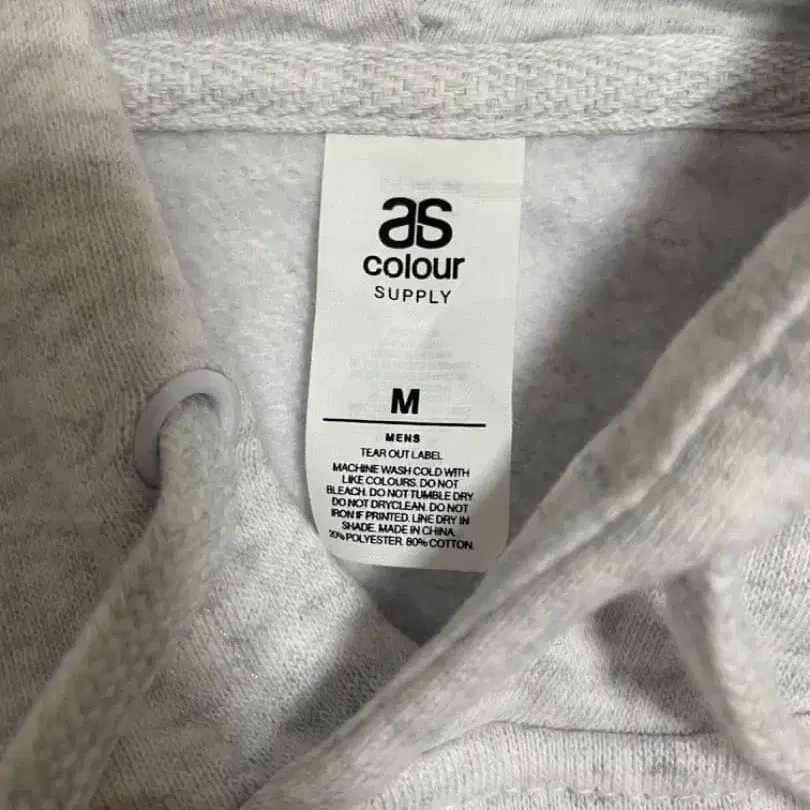 as
colour
SUPPLY
M
MENS
TEAR OUT LABEL
MACHINE WASH COLD WITH
LIKE COLOURS. DO NOT
BLEACH. DO NOT TUMBLE DRY.
DO NOT DRYCLEAN. DO NOT
IRON IF PRINTED. LINE DRY IN
SHADE. MADE IN CHINA.
20% POLYESTER. 80% COTTON.